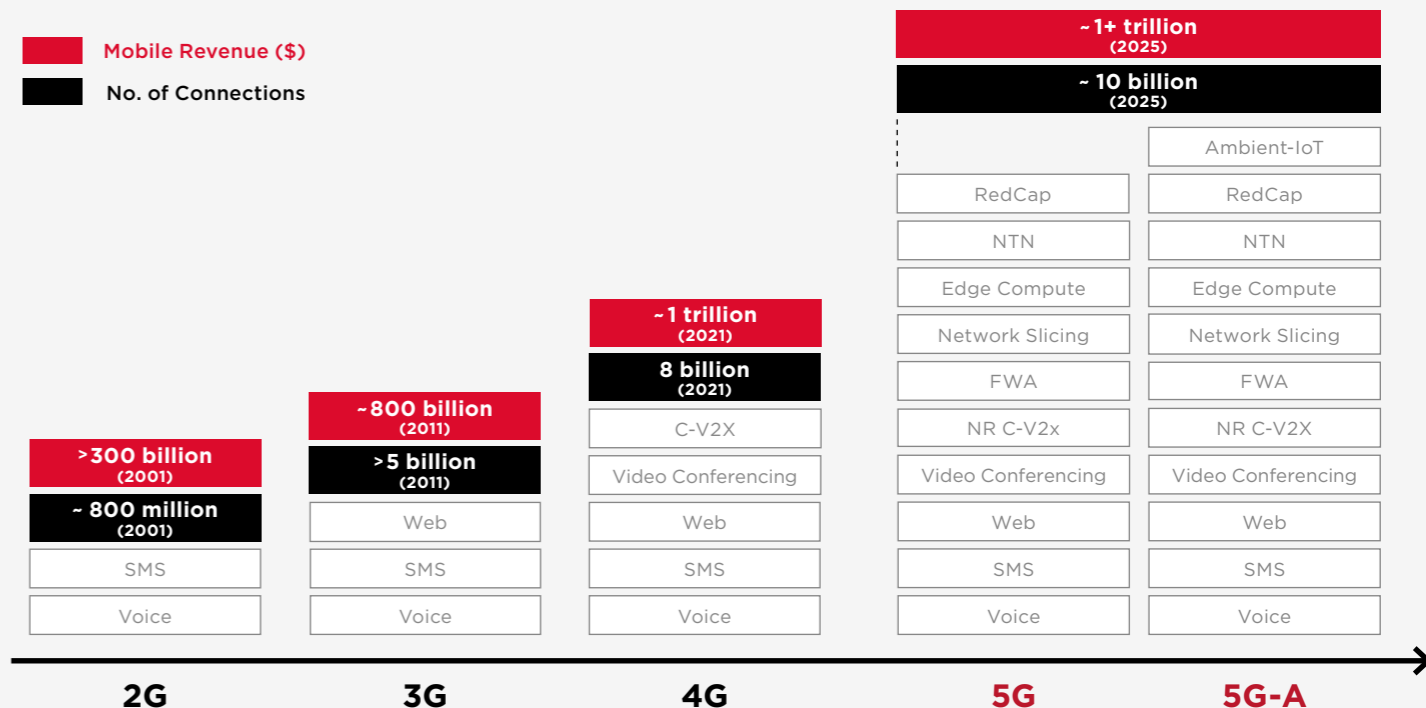 Mobile Revenue ($)
No. of Connections
>300 billion
(2001)
~ 800 million
(2001)
SMS
Voice
2G
~800 billion
(2011)
>5 billion
(2011)
Web
SMS
Voice
3G
~1 trillion
(2021)
8 billion
(2021)
C-V2X
Video Conferencing
Web
SMS
Voice
4G
~1+ trillion
(2025)
~ 10 billion
(2025)
RedCap
NTN
Edge Compute
Network Slicing
FWA
NR C-V2x
Video Conferencing
Web
SMS
Voice
5G
Ambient-IoT
RedCap
NTN
Edge Compute
Network Slicing
FWA
NR C-V2X
Video Conferencing
Web
SMS
Voice
5G-A